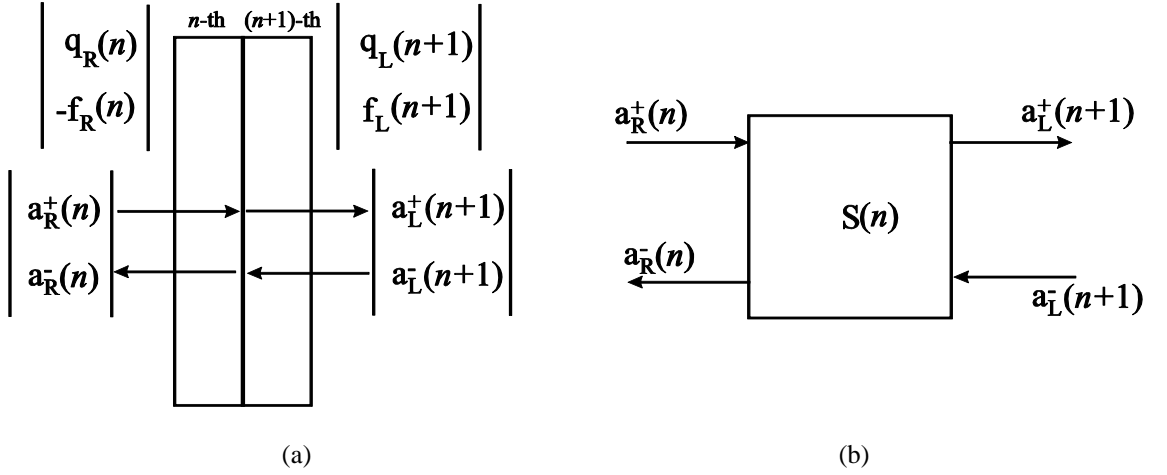 n-th (n+1)-th
q_R(n) q_L(n+1)
-f_R(n) f_L(n+1)
a_R^+(n) a_L^+(n+1)
a_R^-(n) a_L^-(n+1)
(a)
a_R^+(n) a_L^+(n+1)
S(n)
a_R^-(n)
a_L^-(n+1)
(b)